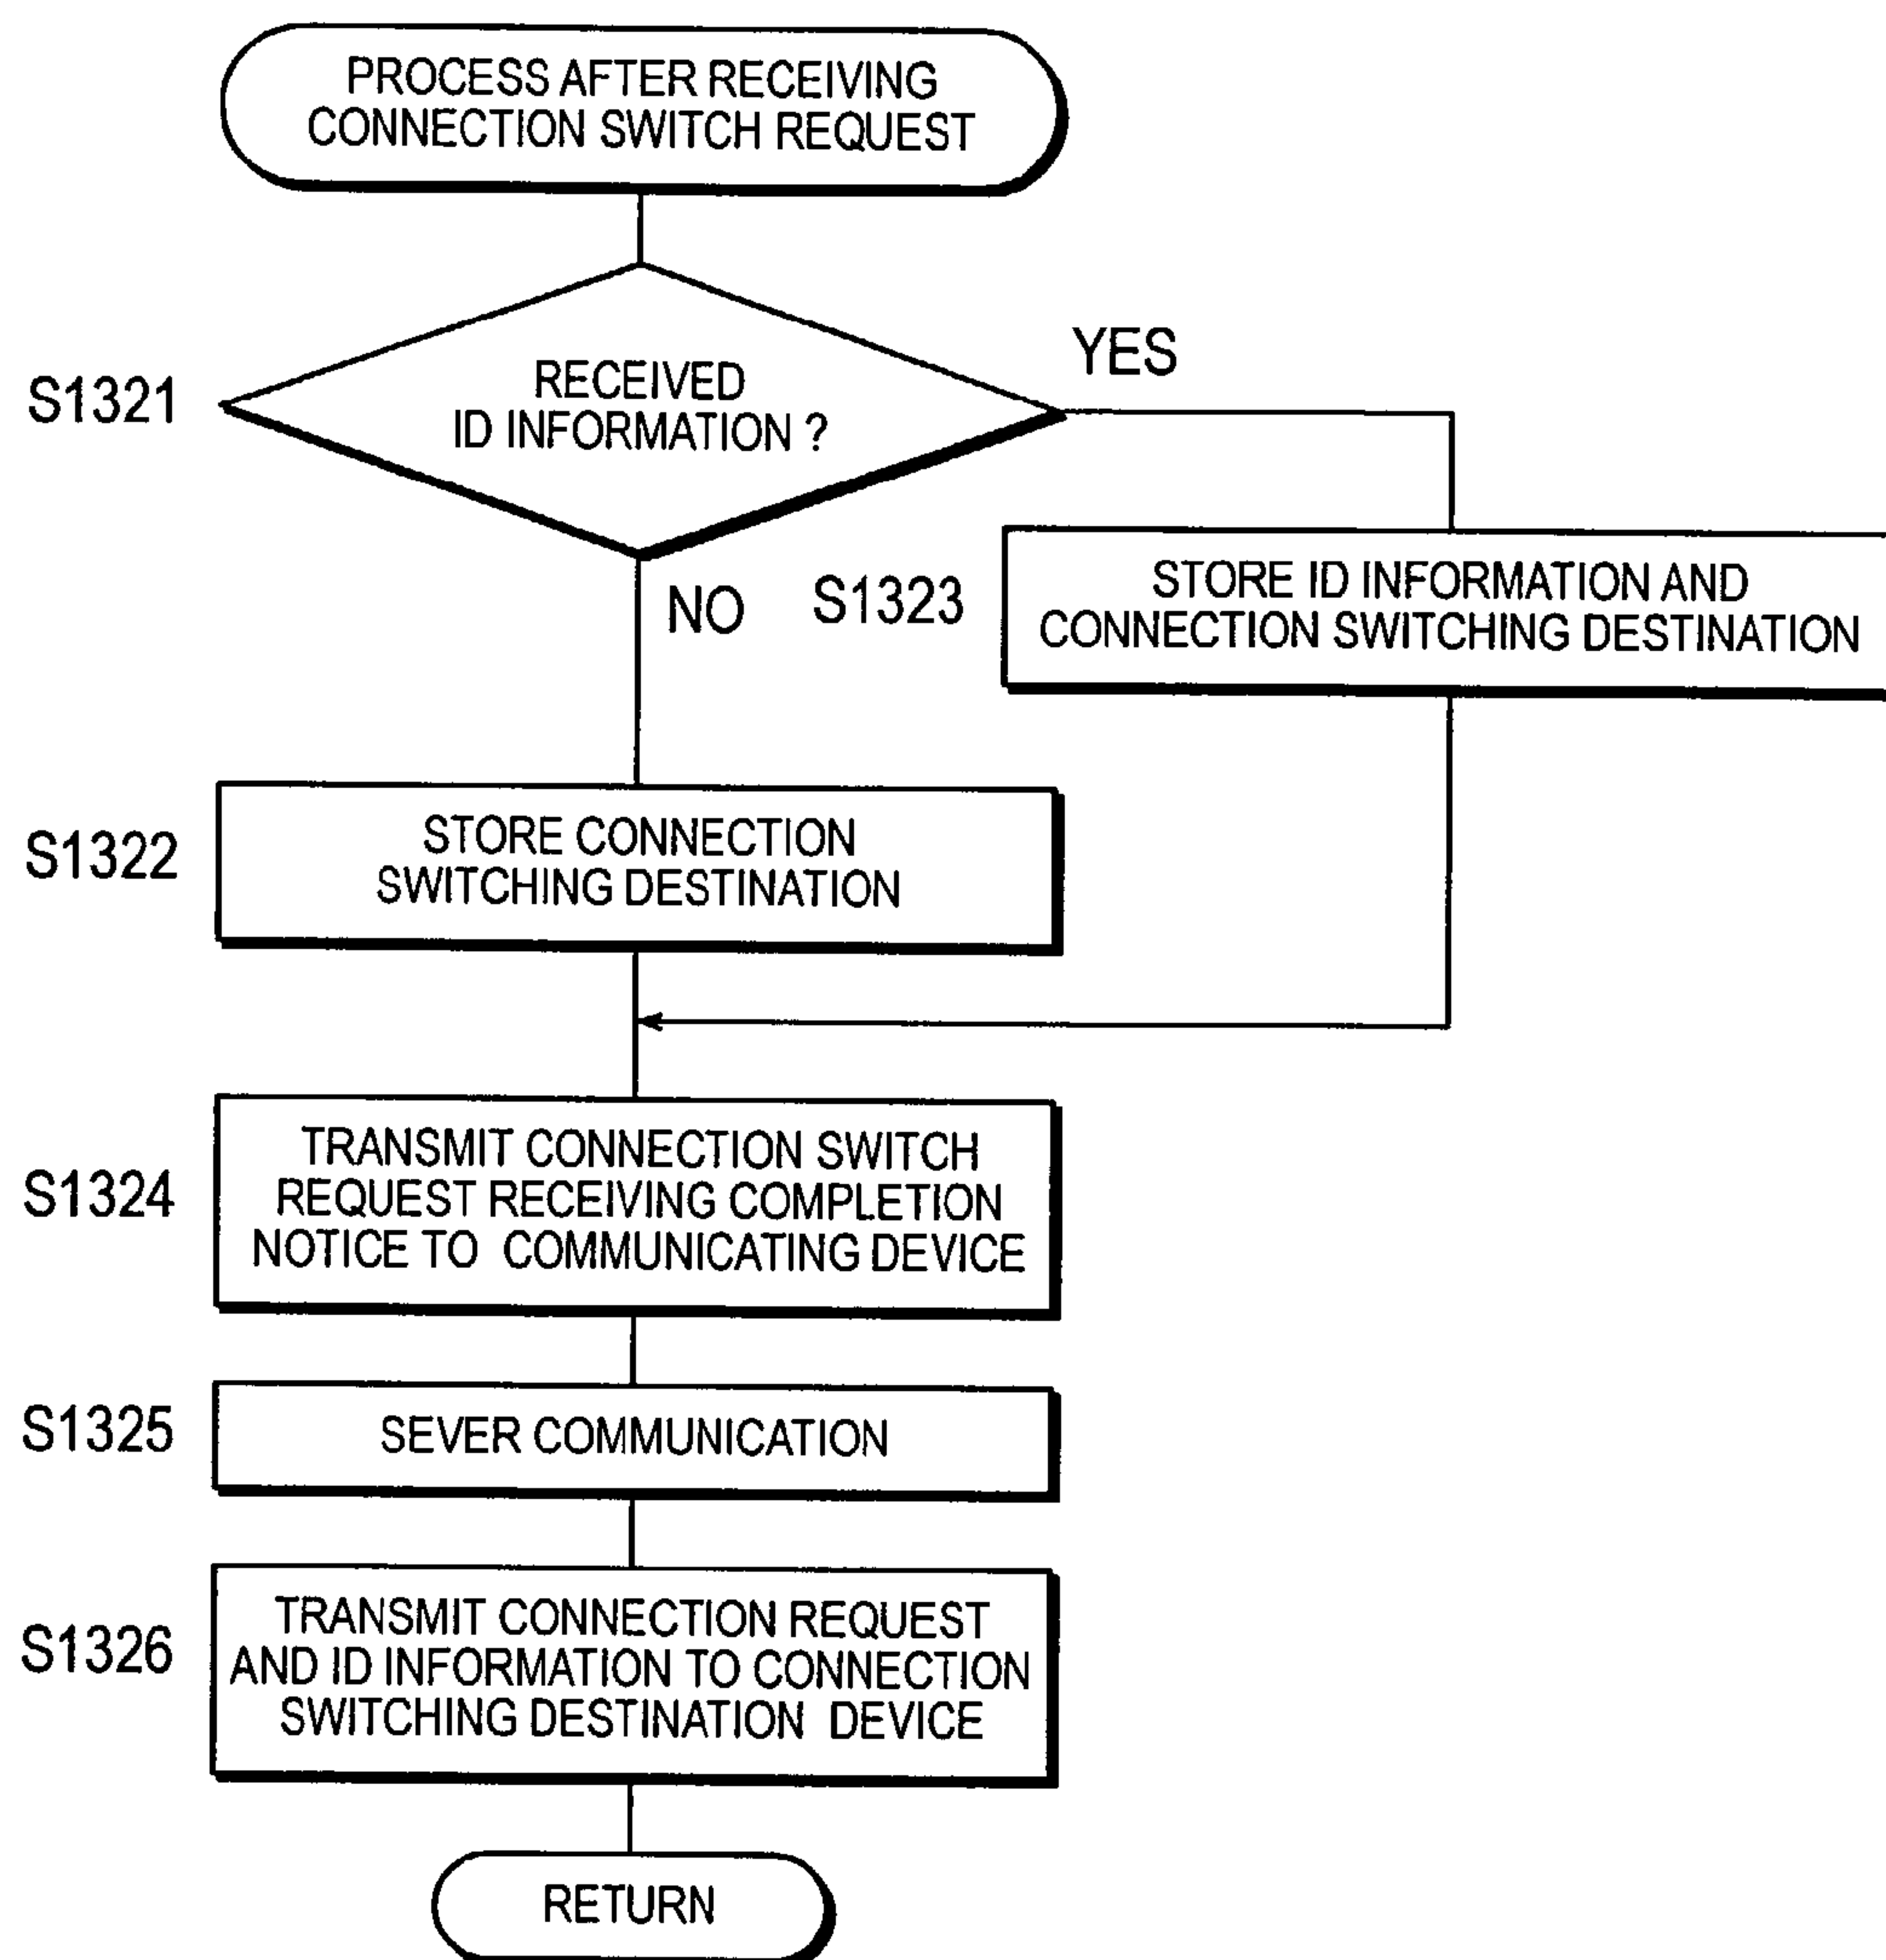 PROCESS AFTER RECEIVING
CONNECTION SWITCH REQUEST
S1321
RECEIVED
ID INFORMATION ?
YES
NO
S1323
STORE ID INFORMATION AND
CONNECTION SWITCHING DESTINATION
S1322
STORE CONNECTION
SWITCHING DESTINATION
S1324
TRANSMIT CONNECTION SWITCH
REQUEST RECEIVING COMPLETION
NOTICE TO COMMUNICATING DEVICE
S1325
SEVER COMMUNICATION
S1326
TRANSMIT CONNECTION REQUEST
AND ID INFORMATION TO CONNECTION
SWITCHING DESTINATION DEVICE
RETURN